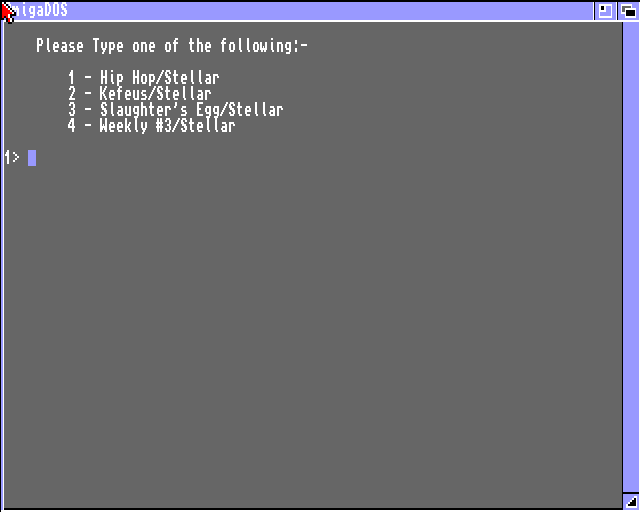 migaDOS
Please Type one of the following:-
1 - Hip Hop/Stellar
2 - Kefeus/Stellar
3 - Slaughter's Egg/Stellar
4 - Weekly #3/Stellar
1>